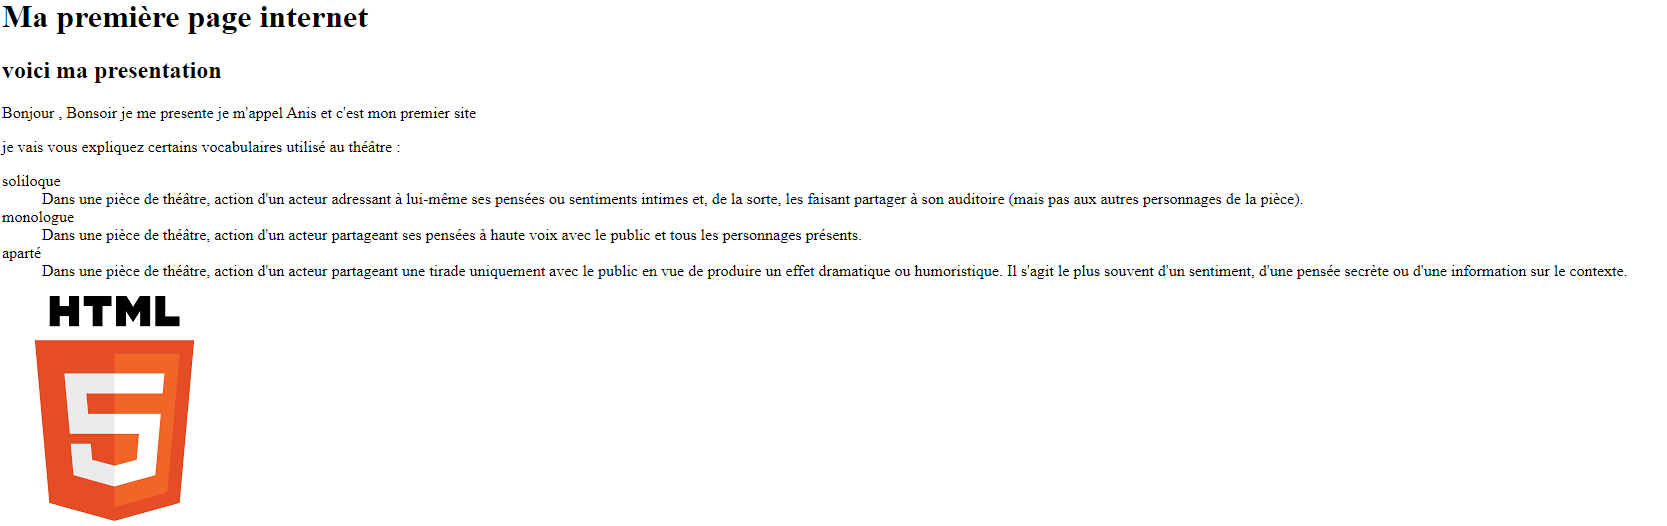 Ma première page internet
voici ma presentation
Bonjour , Bonsoir je me presente je m'appel Anis et c'est mon premier site
je vais vous expliquez certains vocabulaires utilisé au théâtre :
soliloque
Dans une pièce de théâtre, action d'un acteur adressant à lui-même ses pensées ou sentiments intimes et, de la sorte, les faisant partager à son auditoire (mais pas aux autres personnages de la pièce).
monologue
Dans une pièce de théâtre, action d'un acteur partageant ses pensées à haute voix avec le public et tous les personnages présents.
aparté
Dans une pièce de théâtre, action d'un acteur partageant une tirade uniquement avec le public en vue de produire un effet dramatique ou humoristique. Il s'agit le plus souvent d'un sentiment, d'une pensée secrète ou d'une information sur le contexte.
HTML
5